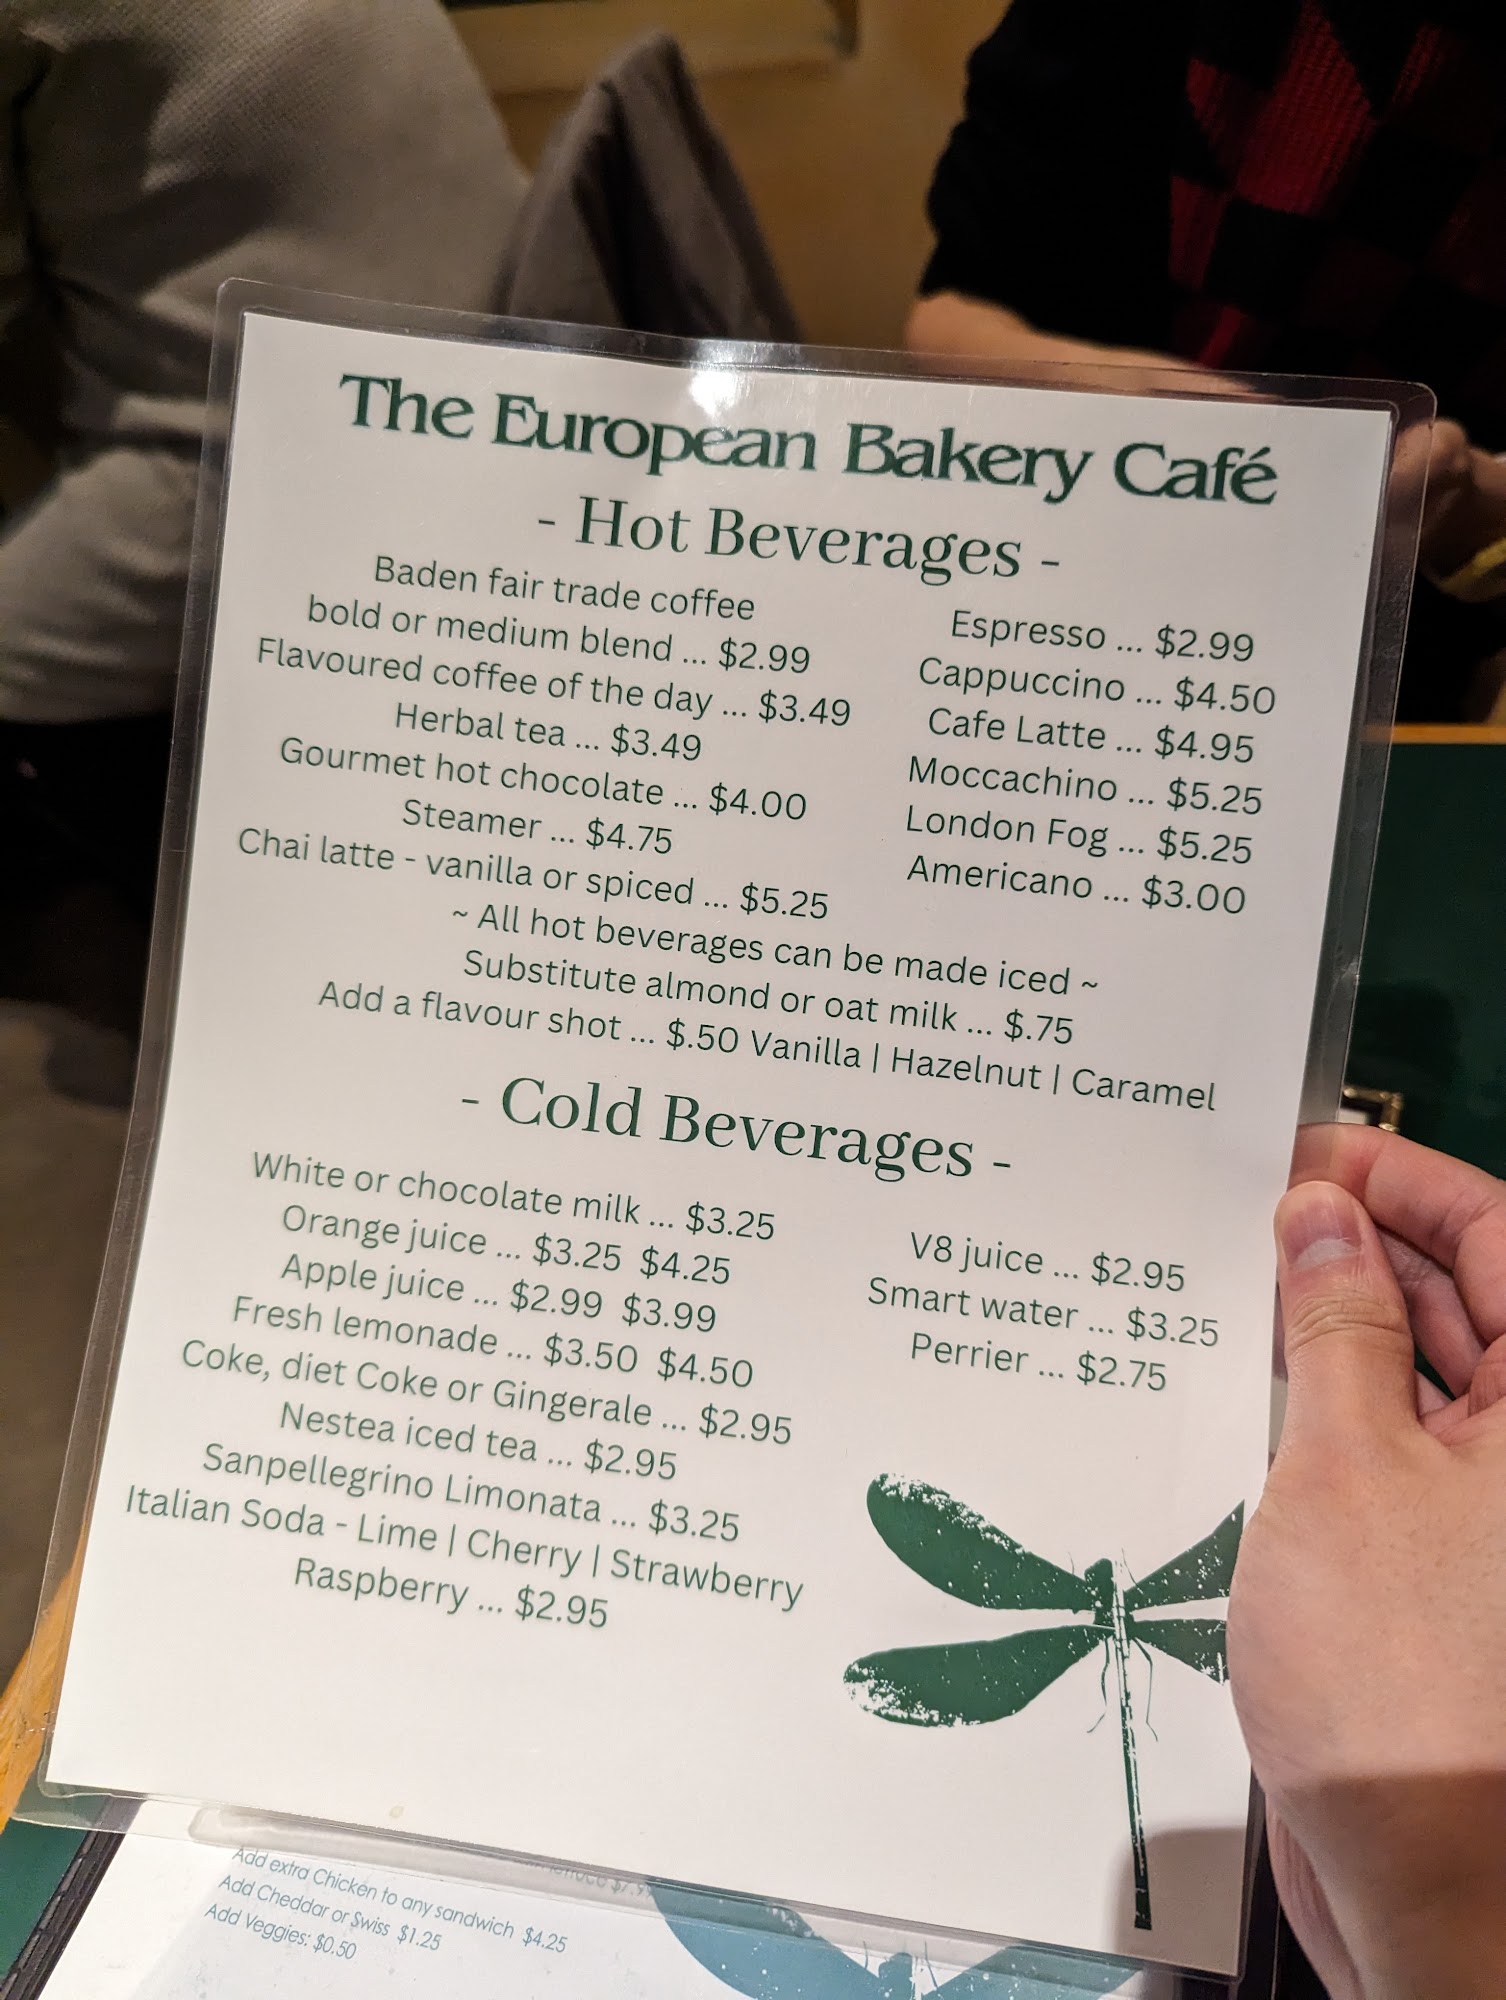 The European Bakery Café
- Hot Beverages -
Baden fair trade coffee
bold or medium blend ... $2.99
Flavoured coffee of the day ... $3.49
Herbal tea ... $3.49
Gourmet hot chocolate ... $4.00
Steamer ... $4.75
Chai latte - vanilla or spiced ... $5.25
Espresso ... $2.99
Cappuccino ... $4.50
Cafe Latte ... $4.95
Moccachino ... $5.25
London Fog ... $5.25
Americano ... $3.00
~ All hot beverages can be made iced ~
Substitute almond or oat milk ... $.75
Add a flavour shot ... $.50 Vanilla | Hazelnut | Caramel
- Cold Beverages -
White or chocolate milk ... $3.25
Orange juice ... $3.25 $4.25
Apple juice ... $2.99 $3.99
Fresh lemonade ... $3.50 $4.50
Coke, diet Coke or Gingerale ... $2.95
Nestea iced tea ... $2.95
Sanpellegrino Limonata ... $3.25
Italian Soda - Lime | Cherry | Strawberry
Raspberry ... $2.95
V8 juice ... $2.95
Smart water ... $3.25
Perrier ... $2.75
Add extra Chicken to any sandwich $4.25
Add Cheddar or Swiss $1.25
Add Veggies: $0.50